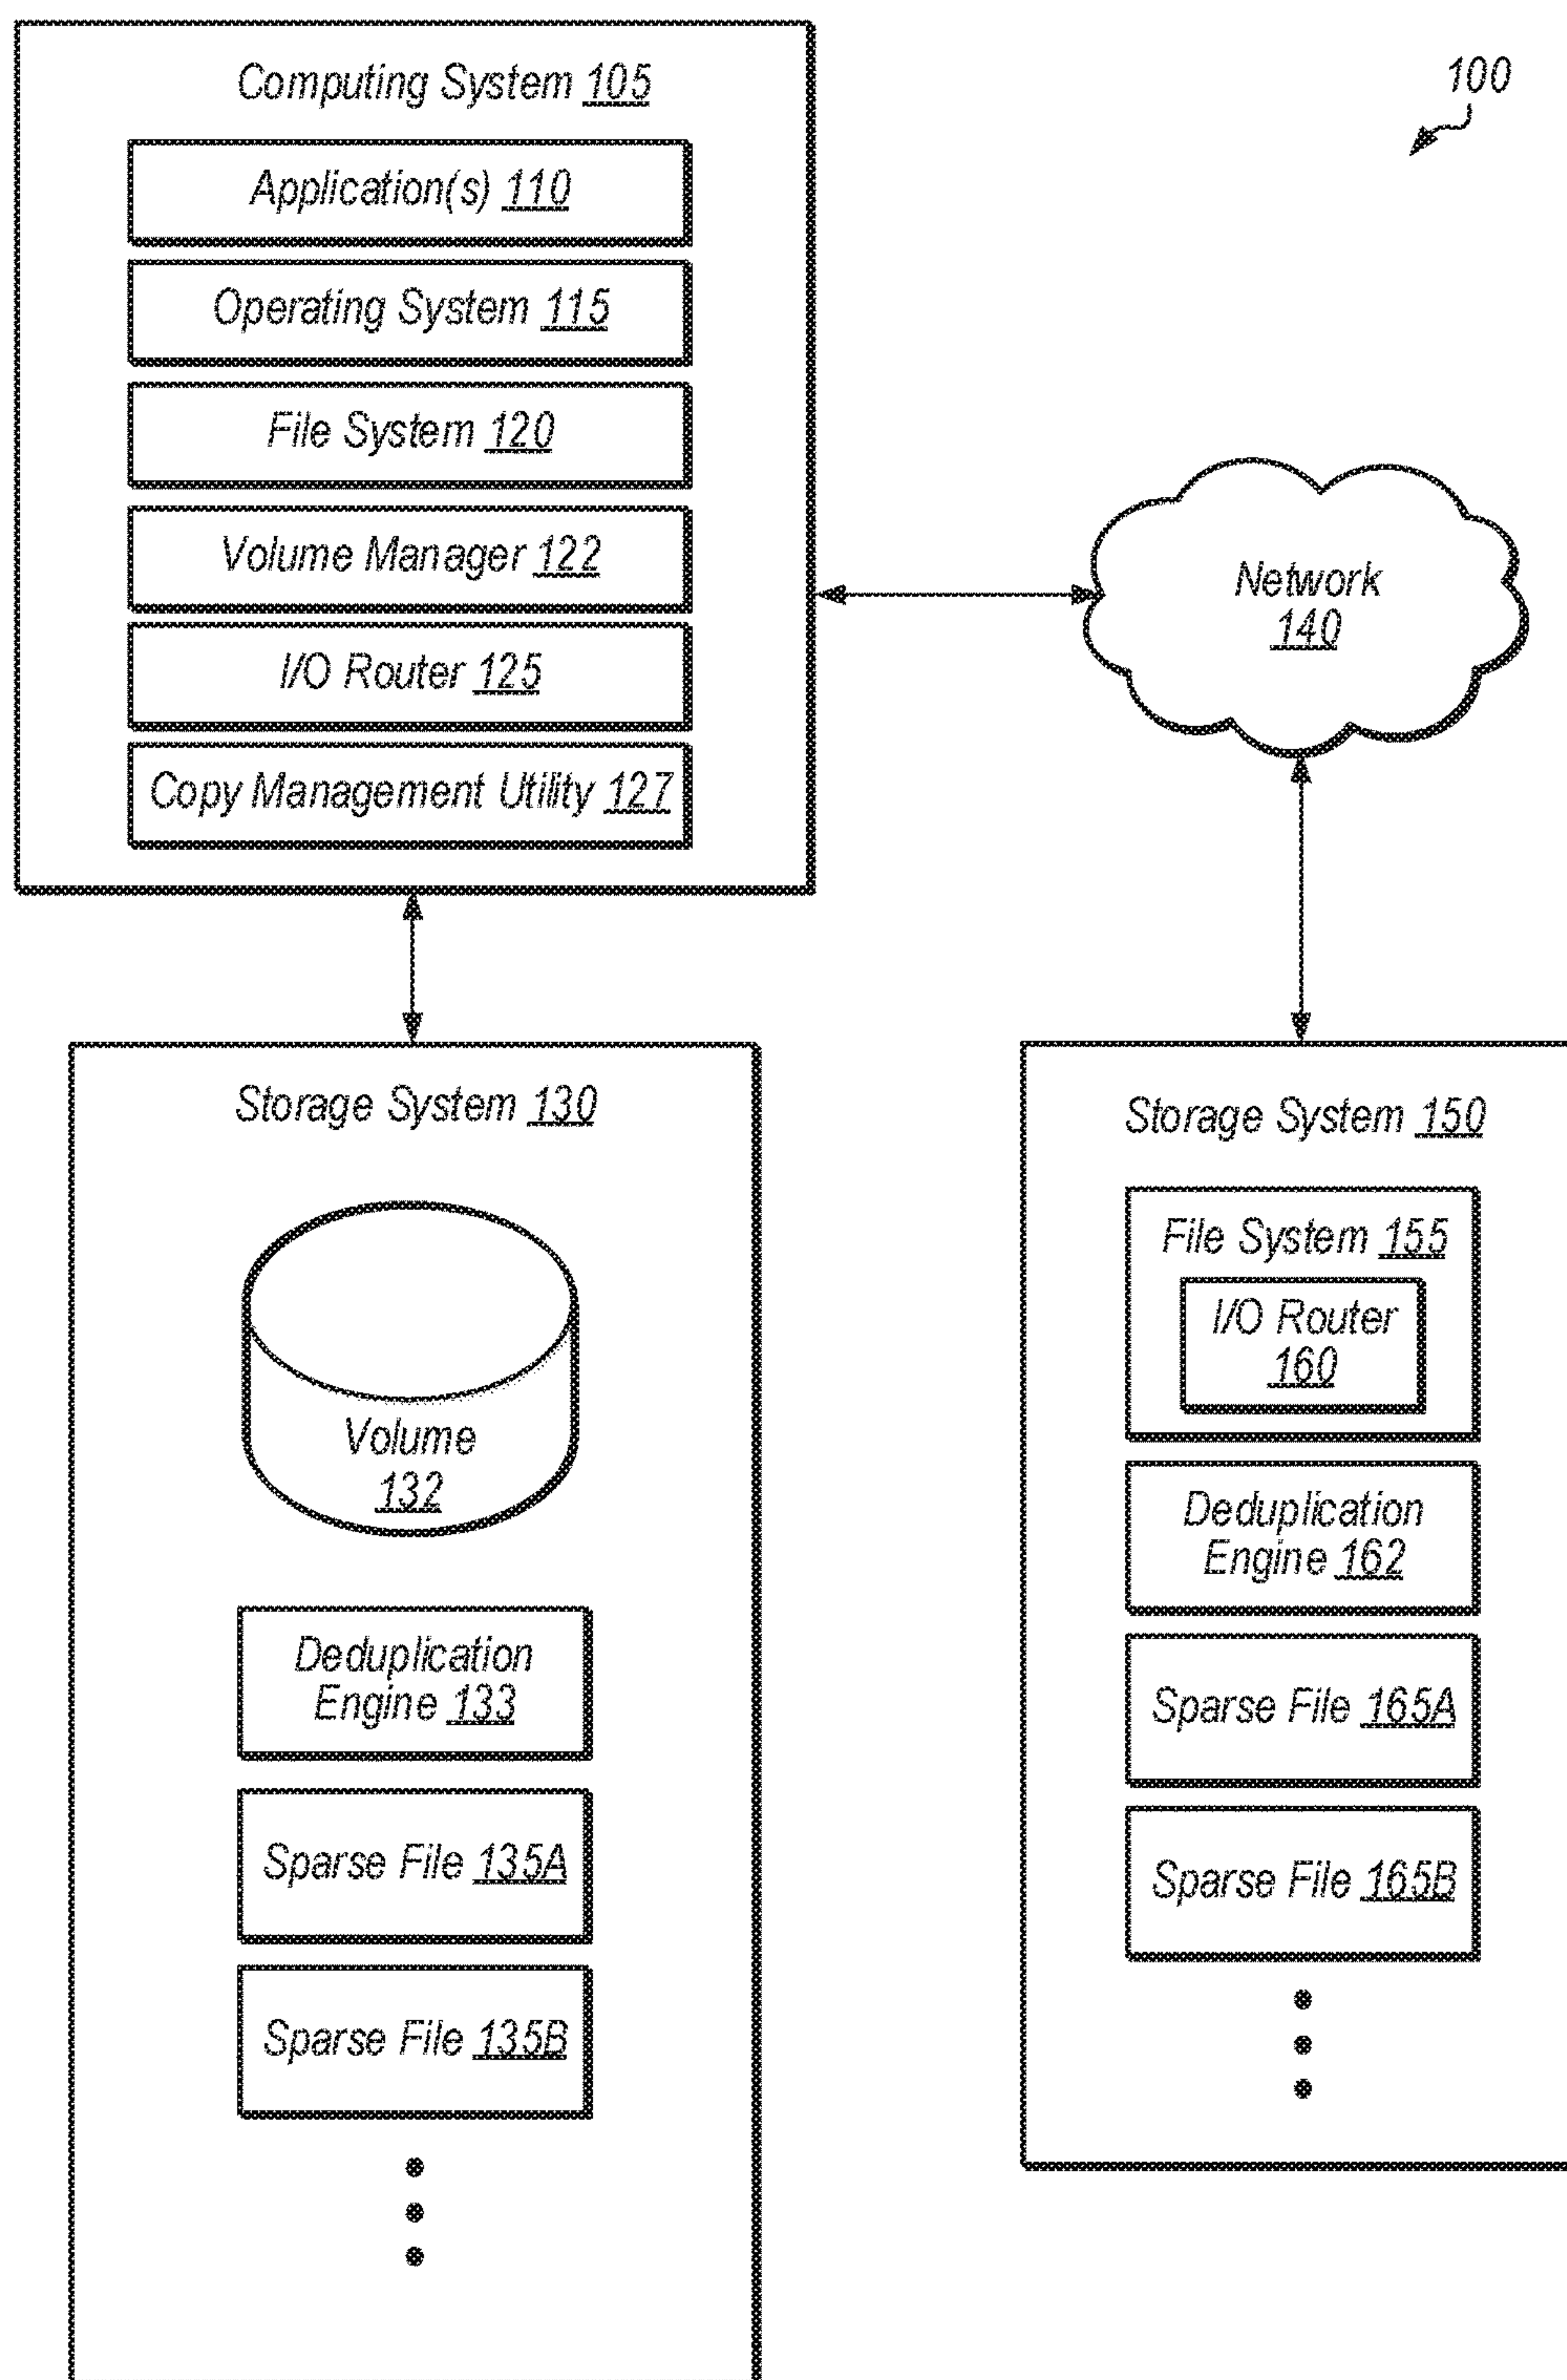 Computing System 105
Application(s) 110
Operating System 115
File System 120
Volume Manager 122
I/O Router 125
Copy Management Utility 127
100
Network
140
Storage System 130
Volume
132
Deduplication
Engine 133
Sparse File 135A
Sparse File 135B
Storage System 150
File System 155
I/O Router
160
Deduplication
Engine 162
Sparse File 165A
Sparse File 165B